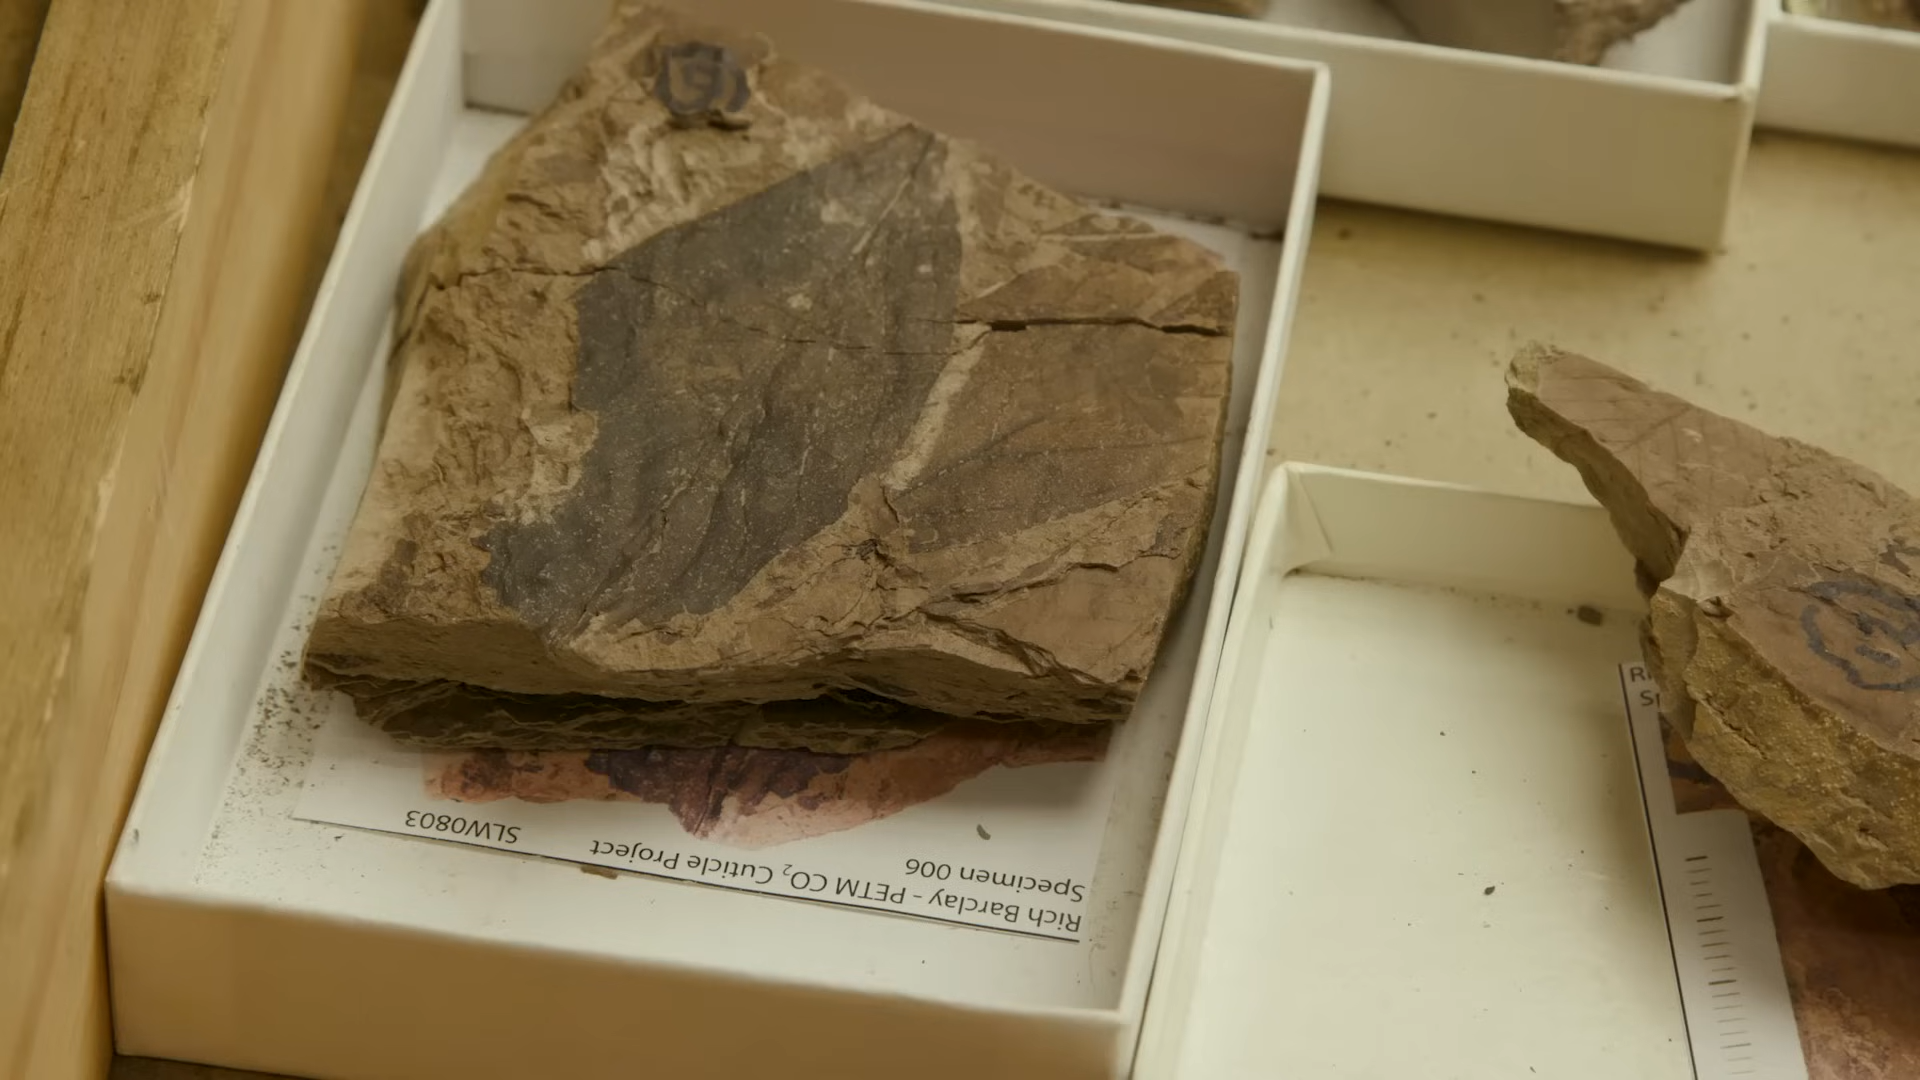 Rich Barclay - PETM CO₂ Cuticle Project
Specimen 006
SLW0803